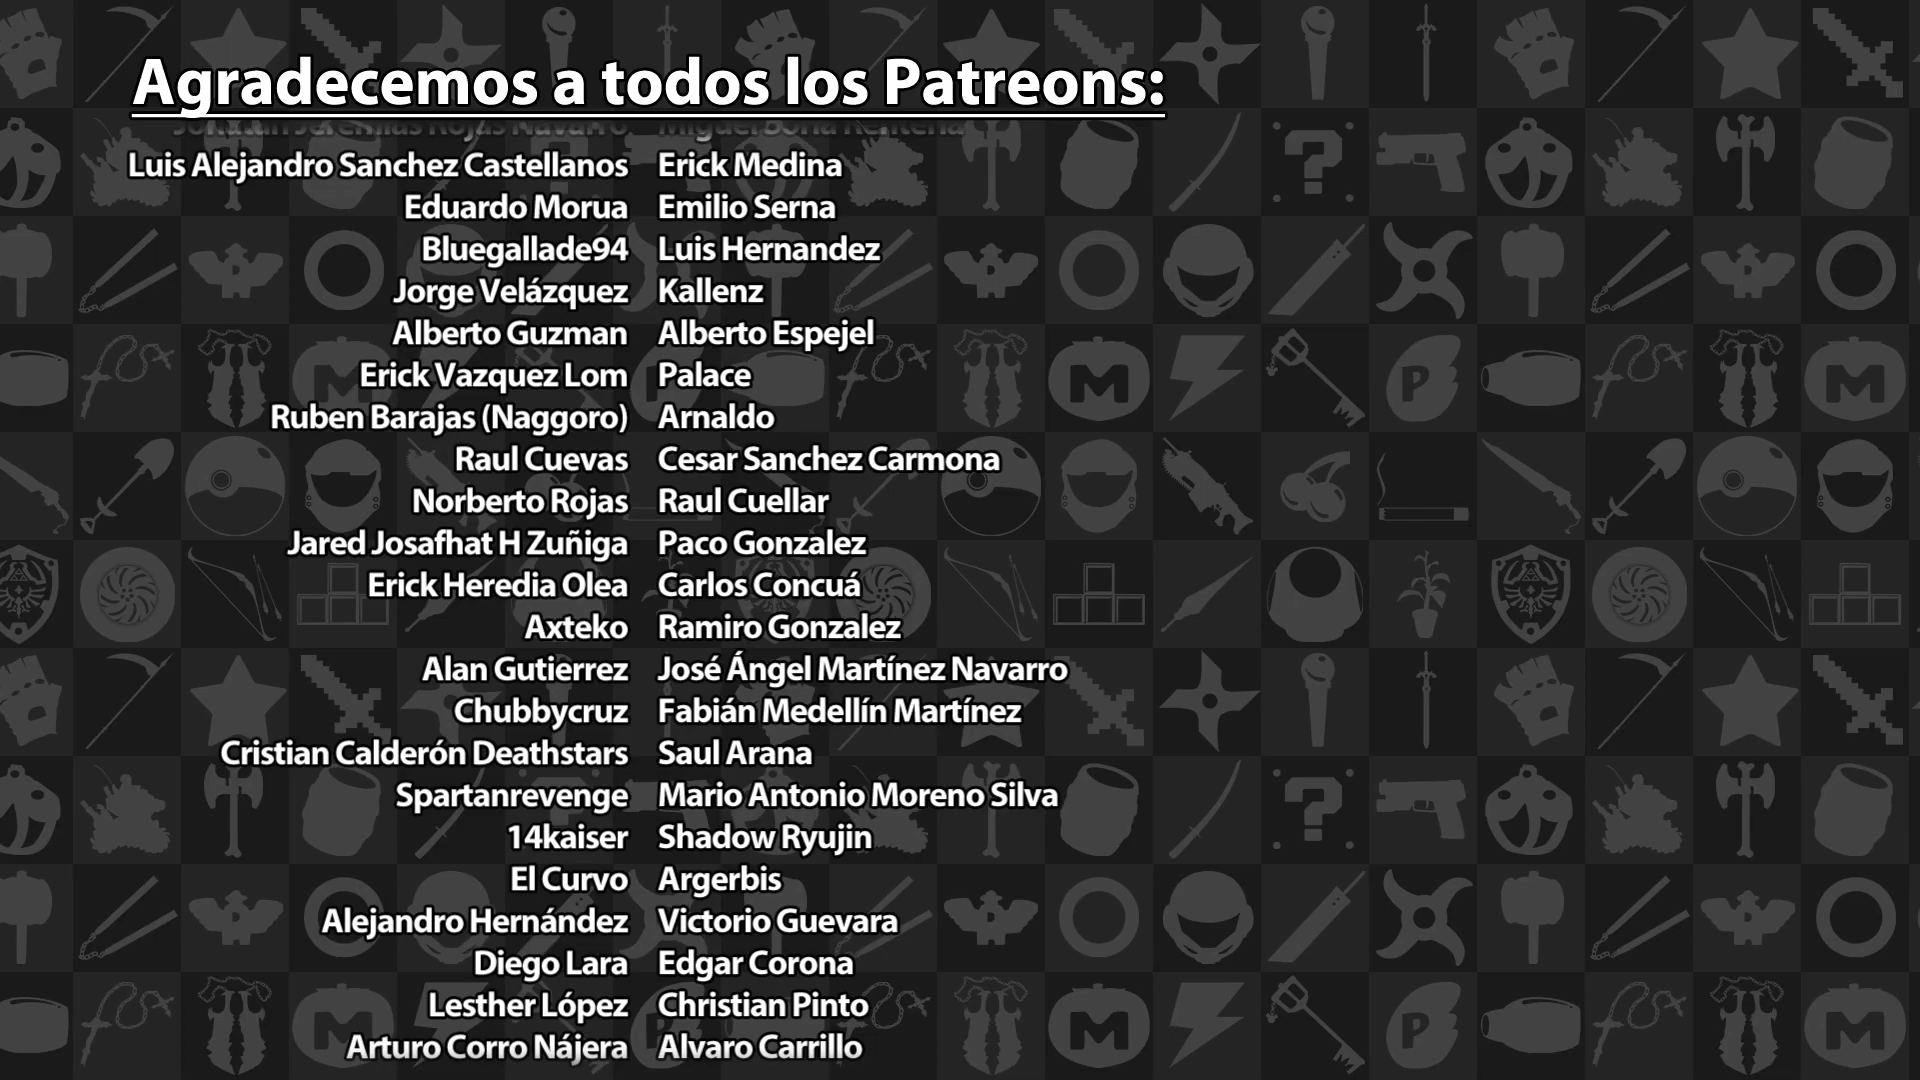 Agradecemos a todos los Patreons:
Jonatan Jeremias Rojas Navarro Miguel
Luis Alejandro Sanchez Castellanos Erick Medina
Eduardo Morua Emilio Serna
Bluegallade94 Luis Hernandez
Jorge Velázquez Kallenz
Alberto Guzman Alberto Espejel
Erick Vazquez Lom Palace
Ruben Barajas (Naggoro) Arnaldo
Raul Cuevas Cesar Sanchez Carmona
Norberto Rojas Raul Cuellar
Jared Josafhat H Zuñiga Paco Gonzalez
Erick Heredia Olea Carlos Concuá
Axteko Ramiro Gonzalez
Alan Gutierrez José Ángel Martínez Navarro
Chubbycruz Fabián Medellín Martínez
Cristian Calderón Deathstars Saul Arana
Spartanrevenge Mario Antonio Moreno Silva
14kaiser Shadow Ryujin
El Curvo Argerbis
Alejandro Hernández Victorio Guevara
Diego Lara Edgar Corona
Lesther López Christian Pinto
Arturo Corro Nájera Alvaro Carrillo